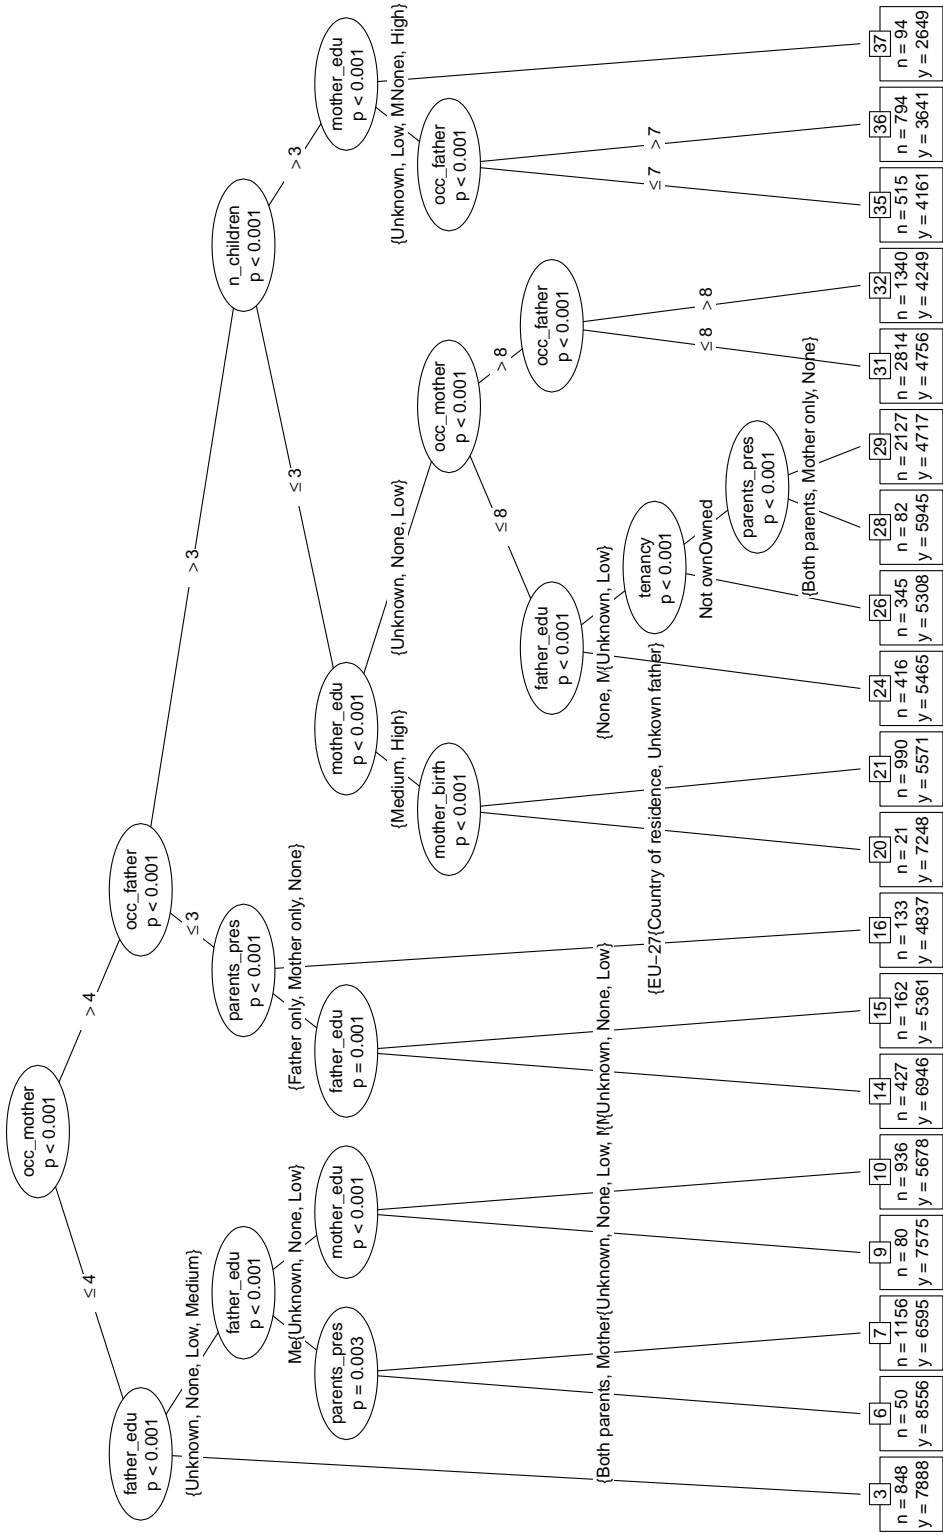 occ_mother
p < 0.001
≤ 4
> 4
father_edu
p < 0.001
occ_father
p < 0.001
{Unknown, None, Low, Medium}
≤ 3
> 3
father_edu
p < 0.001
parents_pres
p < 0.001
n_children
p < 0.001
{Unknown, None, Low}
{Father only, Mother only, None}
≤ 3
> 3
parents_pres
p = 0.003
mother_edu
p < 0.001
father_edu
p = 0.001
mother_edu
p < 0.001
mother_edu
p < 0.001
{Medium, High}
{Unknown, None, Low}
{Unknown, Low,
High}
mother_birth
p < 0.001
occ_mother
p < 0.001
occ_father
p < 0.001
≤ 8
> 8
father_edu
p < 0.001
occ_father
p < 0.001
{Both parents, Mother
{Unknown, None, Low,
{Unknown, None, Low}
{EU−27
{Country of residence, Unkown father}
{None,
{Unknown, Low}
≤ 8
> 8
≤ 7
> 7
tenancy
p < 0.001
Not own
Owned
parents_pres
p < 0.001
{Both parents, Mother only, None}
3
n = 848
y = 7888
6
n = 50
y = 8556
7
n = 1156
y = 6595
9
n = 80
y = 7575
10
n = 936
y = 5678
14
n = 427
y = 6946
15
n = 162
y = 5361
16
n = 133
y = 4837
20
n = 21
y = 7248
21
n = 990
y = 5571
24
n = 416
y = 5465
26
n = 345
y = 5308
28
n = 82
y = 5945
29
n = 2127
y = 4717
31
n = 2814
y = 4756
32
n = 1340
y = 4249
35
n = 515
y = 4161
36
n = 794
y = 3641
37
n = 94
y = 2649